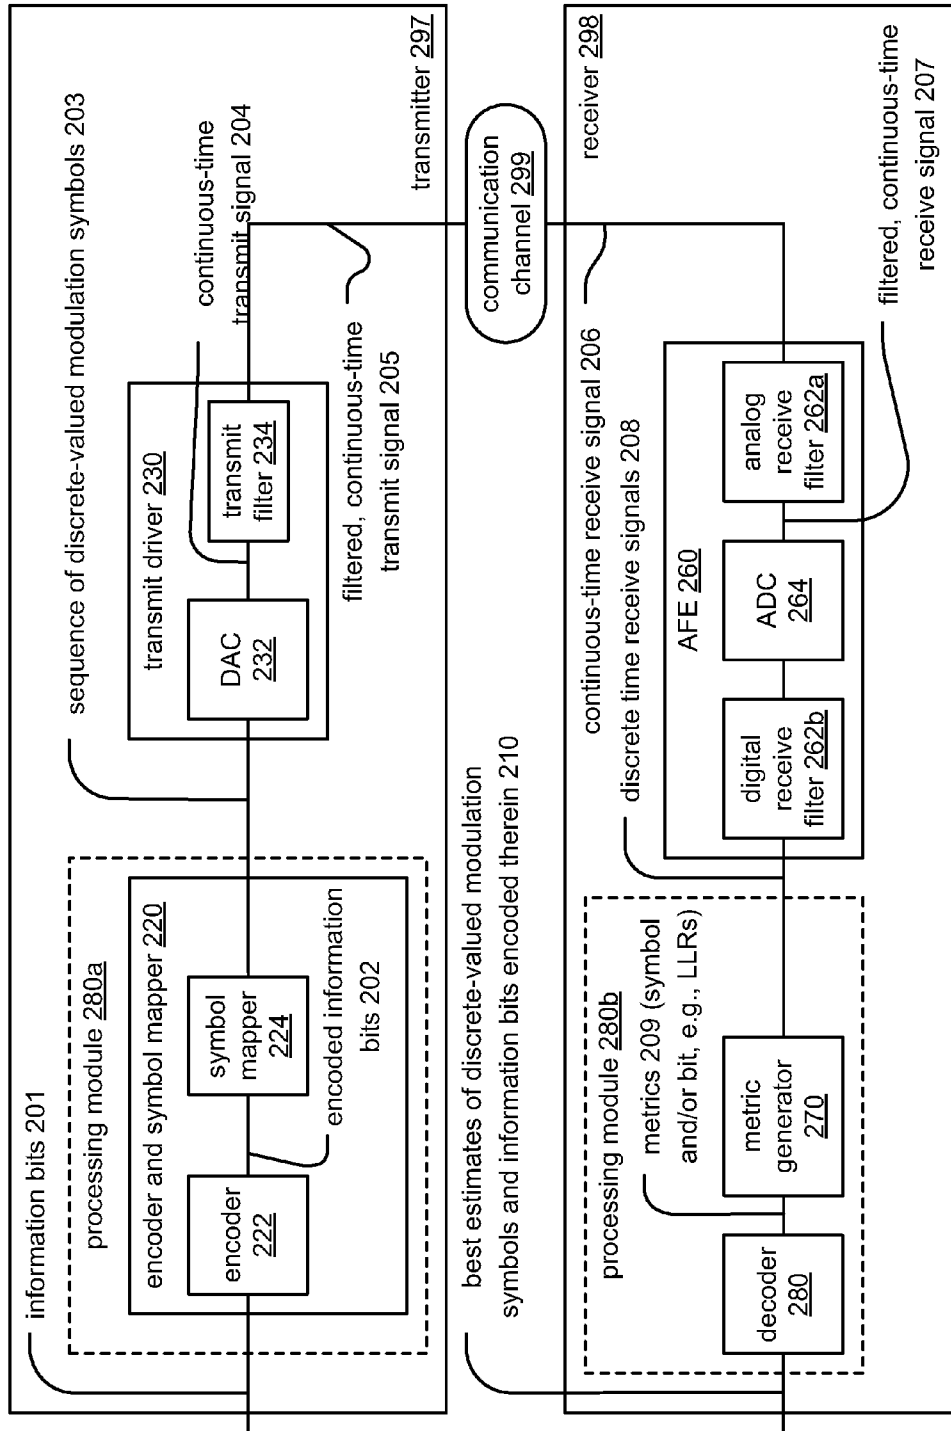 information bits 201
sequence of discrete-valued modulation symbols 203
processing module 280a
encoder and symbol mapper 220
encoder
222
symbol
mapper
224
encoded information
bits 202
transmit driver 230
DAC
232
transmit
filter 234
continuous-time
transmit signal 204
filtered, continuous-time
transmit signal 205
transmitter 297
communication
channel 299
best estimates of discrete-valued modulation
symbols and information bits encoded therein 210
continuous-time receive signal 206
discrete time receive signals 208
receiver 298
processing module 280b
metrics 209 (symbol
and/or bit, e.g., LLRs)
decoder
280
metric
generator
270
AFE 260
digital
receive
filter 262b
ADC
264
analog
receive
filter 262a
filtered, continuous-time
receive signal 207